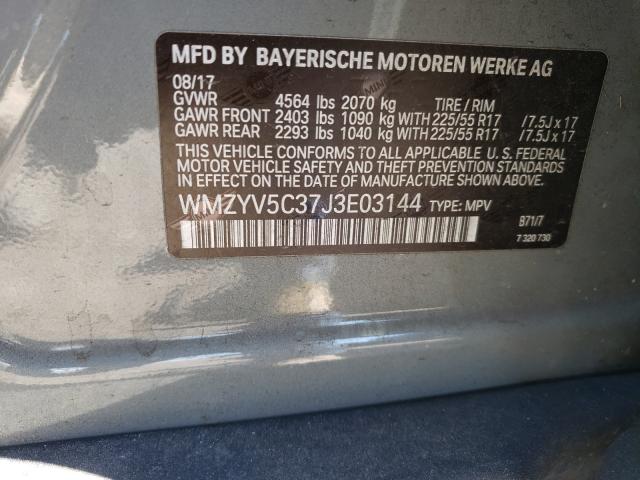 MFD BY BAYERISCHE MOTOREN WERKE AG
08/17
GVWR 4564 lbs 2070 kg TIRE / RIM
GAWR FRONT 2403 lbs 1090 kg WITH 225/55 R17 /7.5J x 17
GAWR REAR 2293 lbs 1040 kg WITH 225/55 R17 /7.5J x 17
THIS VEHICLE CONFORMS TO ALL APPLICABLE U. S. FEDERAL
MOTOR VEHICLE SAFETY AND THEFT PREVENTION STANDARDS
IN EFFECT ON THE DATE OF MANUFACTURE SHOWN ABOVE.
WMZYV5C37J3E03144 TYPE: MPV
B71/7
7 320 730
MINI